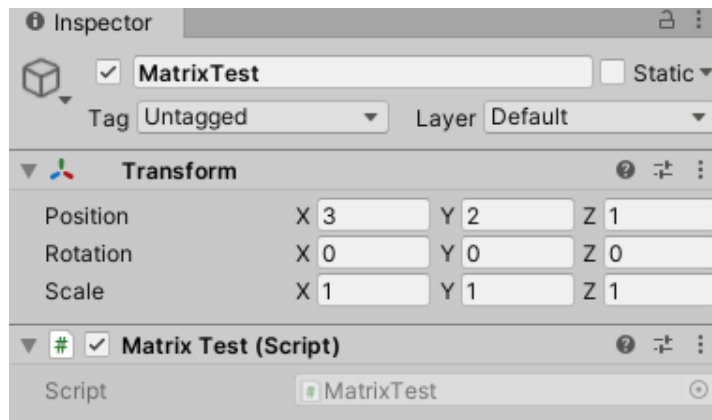 Inspector
MatrixTest Static
Tag Untagged Layer Default
Transform
Position X 3 Y 2 Z 1
Rotation X 0 Y 0 Z 0
Scale X 1 Y 1 Z 1
# Matrix Test (Script)
Script # MatrixTest